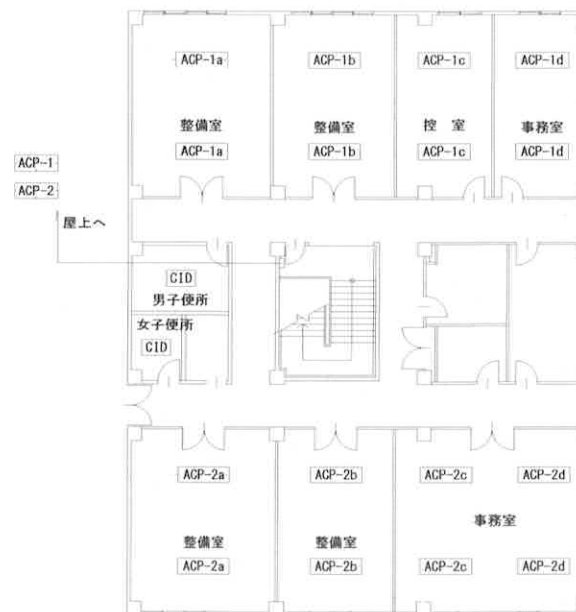 ACP-1a
ACP-1b
ACP-1c
ACP-1d
整備室
整備室
控 室
事務室
ACP-1a
ACP-1b
ACP-1c
ACP-1d
ACP-1
ACP-2
屋上へ
GID
男子便所
女子便所
GID
ACP-2a
ACP-2b
ACP-2c
ACP-2d
事務室
整備室
整備室
ACP-2a
ACP-2b
ACP-2c
ACP-2d